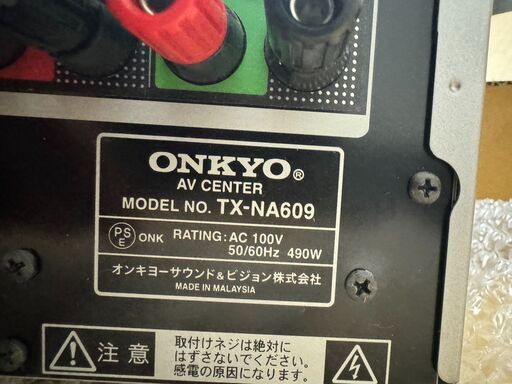 ONKYO®
AV CENTER
MODEL NO. TX-NA609
PS
E
ONK
RATING: AC 100V
50/60Hz 490W
オンキヨーサウンド&ビジョン株式会社
MADE IN MALAYSIA
注意
取付けネジは絶対に
はずさないでください。
感電の原因になります。